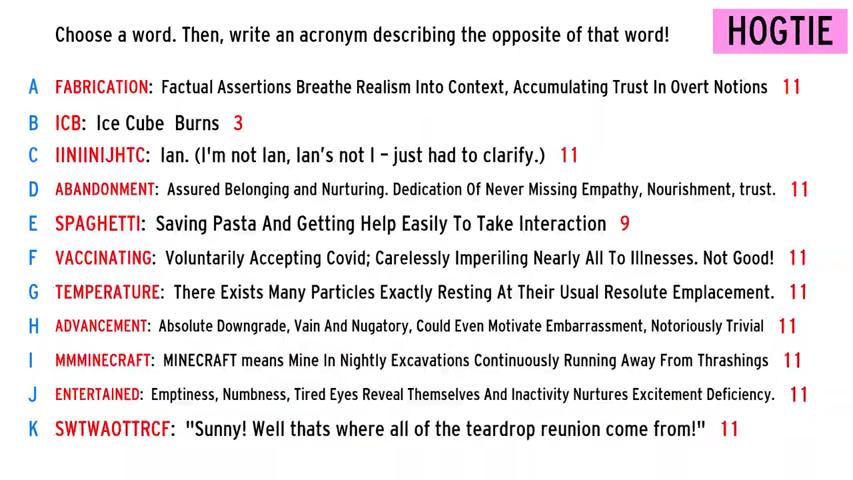 Choose a word. Then, write an acronym describing the opposite of that word!
HOGTIE
A FABRICATION: Factual Assertions Breathe Realism Into Context, Accumulating Trust In Overt Notions 11
B ICB: Ice Cube Burns 3
C IINIINIJHTC: Ian. (I'm not Ian, Ian's not I – just had to clarify.) 11
D ABANDONMENT: Assured Belonging and Nurturing. Dedication Of Never Missing Empathy, Nourishment, trust. 11
E SPAGHETTI: Saving Pasta And Getting Help Easily To Take Interaction 9
F VACCINATING: Voluntarily Accepting Covid; Carelessly Imperiling Nearly All To Illnesses. Not Good! 11
G TEMPERATURE: There Exists Many Particles Exactly Resting At Their Usual Resolute Emplacement. 11
H ADVANCEMENT: Absolute Downgrade, Vain And Nugatory, Could Even Motivate Embarrassment, Notoriously Trivial 11
I MMMINECRAFT: MINECRAFT means Mine In Nightly Excavations Continuously Running Away From Thrashings 11
J ENTERTAINED: Emptiness, Numbness, Tired Eyes Reveal Themselves And Inactivity Nurtures Excitement Deficiency. 11
K SWTWAOTTRCF: "Sunny! Well thats where all of the teardrop reunion come from!" 11